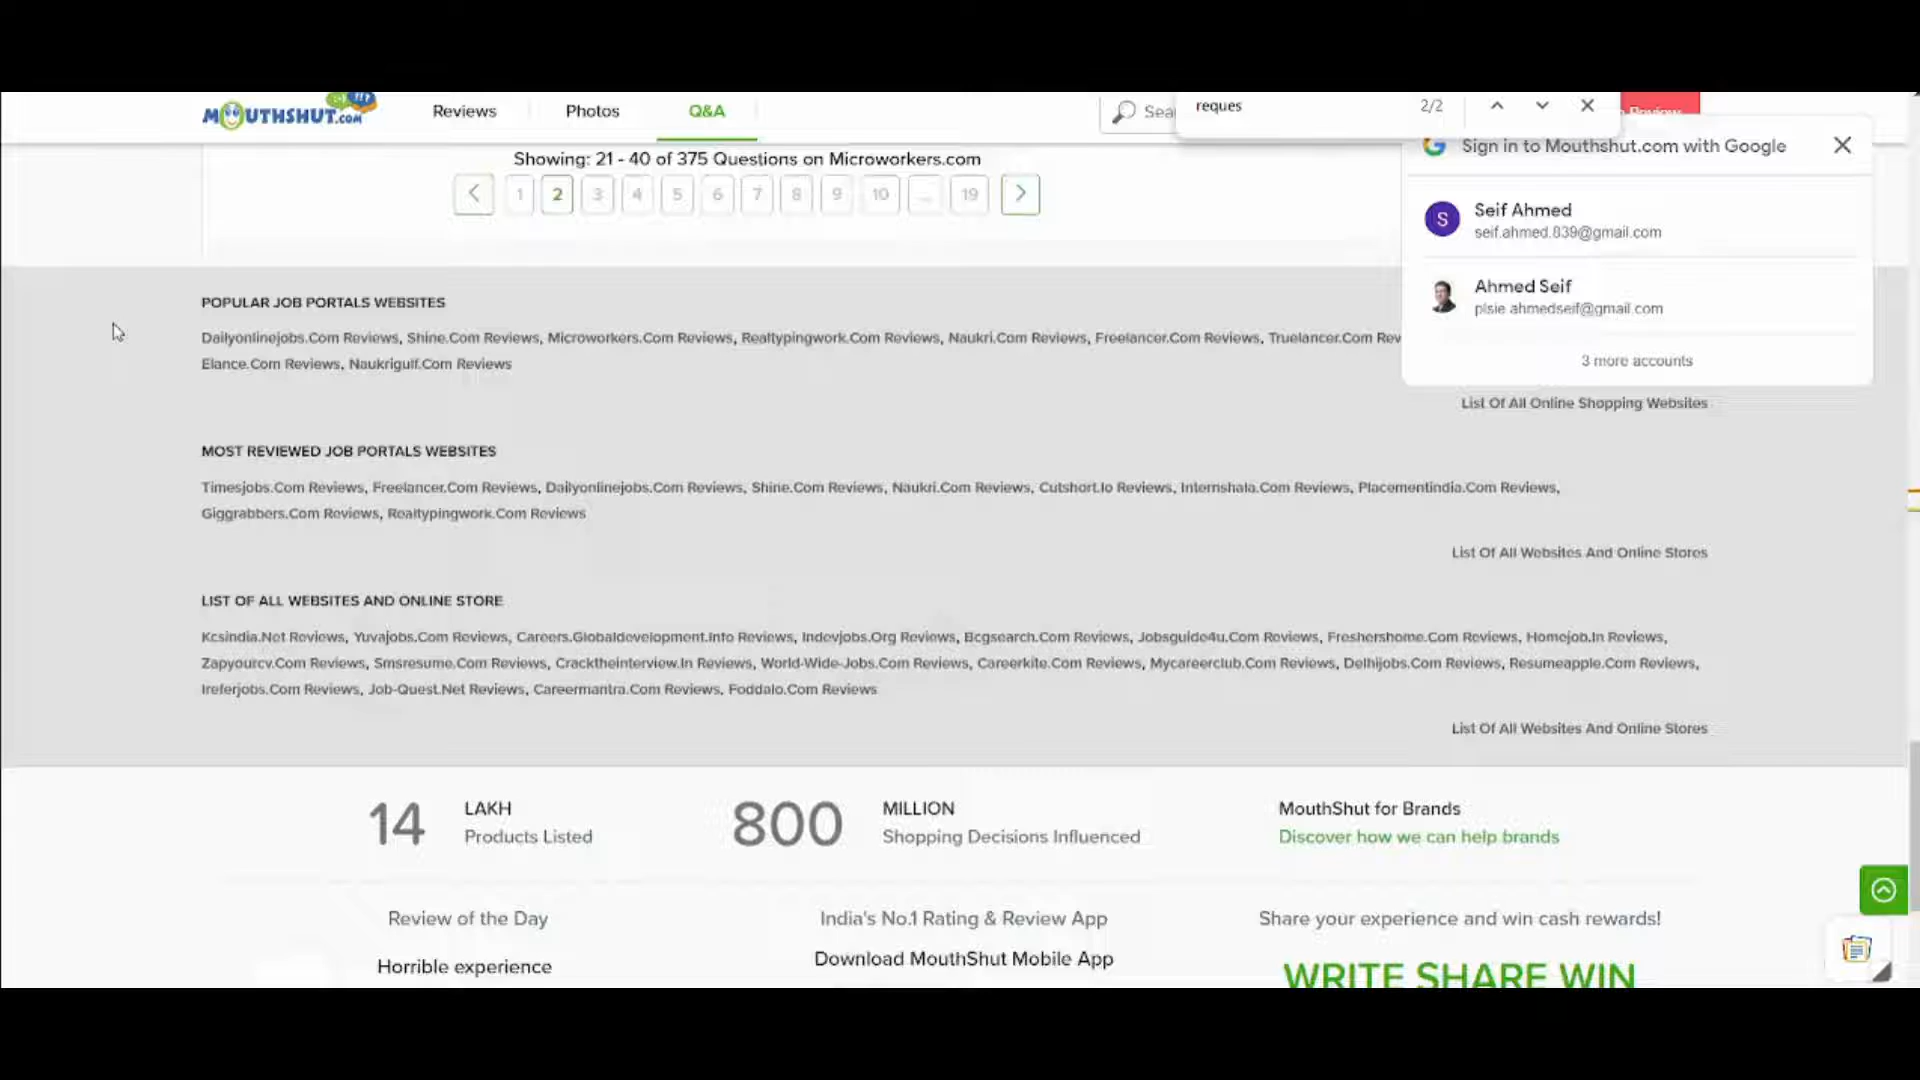 MOUTHSHUT.COM
Reviews
Photos
Q&A
Sea
reques
2/2
Review
Showing: 21 - 40 of 375 Questions on Microworkers.com
1 2 3 4 5 6 7 8 9 10 ... 19
Sign in to Mouthshut.com with Google
S
Seif Ahmed
seif.ahmed.839@gmail.com
Ahmed Seif
plsie.ahmedseif@gmail.com
3 more accounts
POPULAR JOB PORTALS WEBSITES
Dailyonlinejobs.Com Reviews, Shine.Com Reviews, Microworkers.Com Reviews, Realtypingwork.Com Reviews, Naukri.Com Reviews, Freelancer.Com Reviews, Truelancer.Com Rev
Elance.Com Reviews, Naukrigulf.Com Reviews
List Of All Online Shopping Websites
MOST REVIEWED JOB PORTALS WEBSITES
Timesjobs.Com Reviews, Freelancer.Com Reviews, Dailyonlinejobs.Com Reviews, Shine.Com Reviews, Naukri.Com Reviews, Cutshort.Io Reviews, Internshala.Com Reviews, Placementindia.Com Reviews,
Giggrabbers.Com Reviews, Realtypingwork.Com Reviews
List Of All Websites And Online Stores
LIST OF ALL WEBSITES AND ONLINE STORE
Kcsindia.Net Reviews, Yuvajobs.Com Reviews, Careers.Globaldevelopment.Info Reviews, Indevjobs.Org Reviews, Bcgsearch.Com Reviews, Jobsguide4u.Com Reviews, Freshershome.Com Reviews, Homejob.In Reviews,
Zapyourcv.Com Reviews, Smsresume.Com Reviews, Cracktheinterview.In Reviews, World-Wide-Jobs.Com Reviews, Careerkite.Com Reviews, Mycareerclub.Com Reviews, Delhijobs.Com Reviews, Resumeapple.Com Reviews,
Ireferjobs.Com Reviews, Job-Quest.Net Reviews, Careermantra.Com Reviews, Foddalo.Com Reviews
List Of All Websites And Online Stores
14
LAKH
Products Listed
800
MILLION
Shopping Decisions Influenced
MouthShut for Brands
Discover how we can help brands
Review of the Day
Horrible experience
India's No.1 Rating & Review App
Download MouthShut Mobile App
Share your experience and win cash rewards!
WRITE SHARE WIN